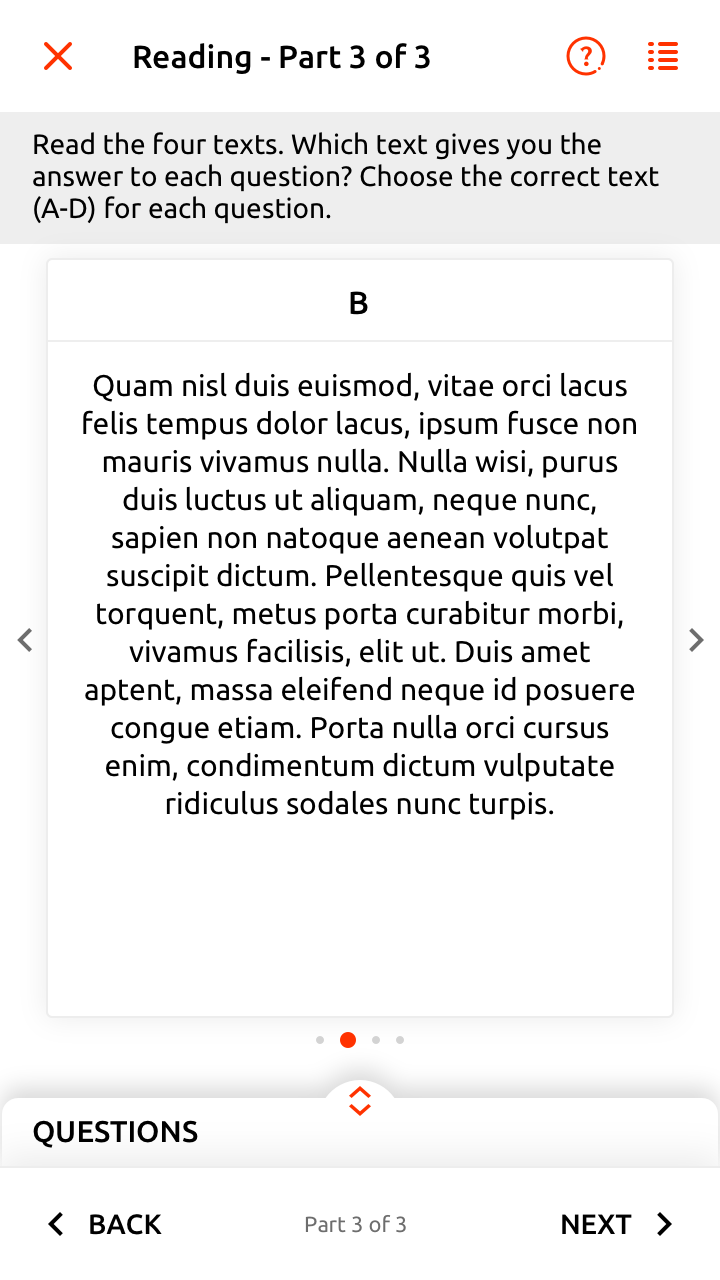 Reading - Part 3 of 3
Read the four texts. Which text gives you the
answer to each question? Choose the correct text
(A-D) for each question.
B
Quam nisl duis euismod, vitae orci lacus
felis tempus dolor lacus, ipsum fusce non
mauris vivamus nulla. Nulla wisi, purus
duis luctus ut aliquam, neque nunc,
sapien non natoque aenean volutpat
suscipit dictum. Pellentesque quis vel
torquent, metus porta curabitur morbi,
vivamus facilisis, elit ut. Duis amet
aptent, massa eleifend neque id posuere
congue etiam. Porta nulla orci cursus
enim, condimentum dictum vulputate
ridiculus sodales nunc turpis.
QUESTIONS
BACK Part 3 of 3 NEXT